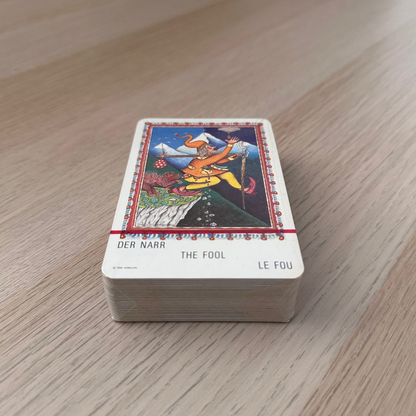 DER NARR
THE FOOL
LE FOU